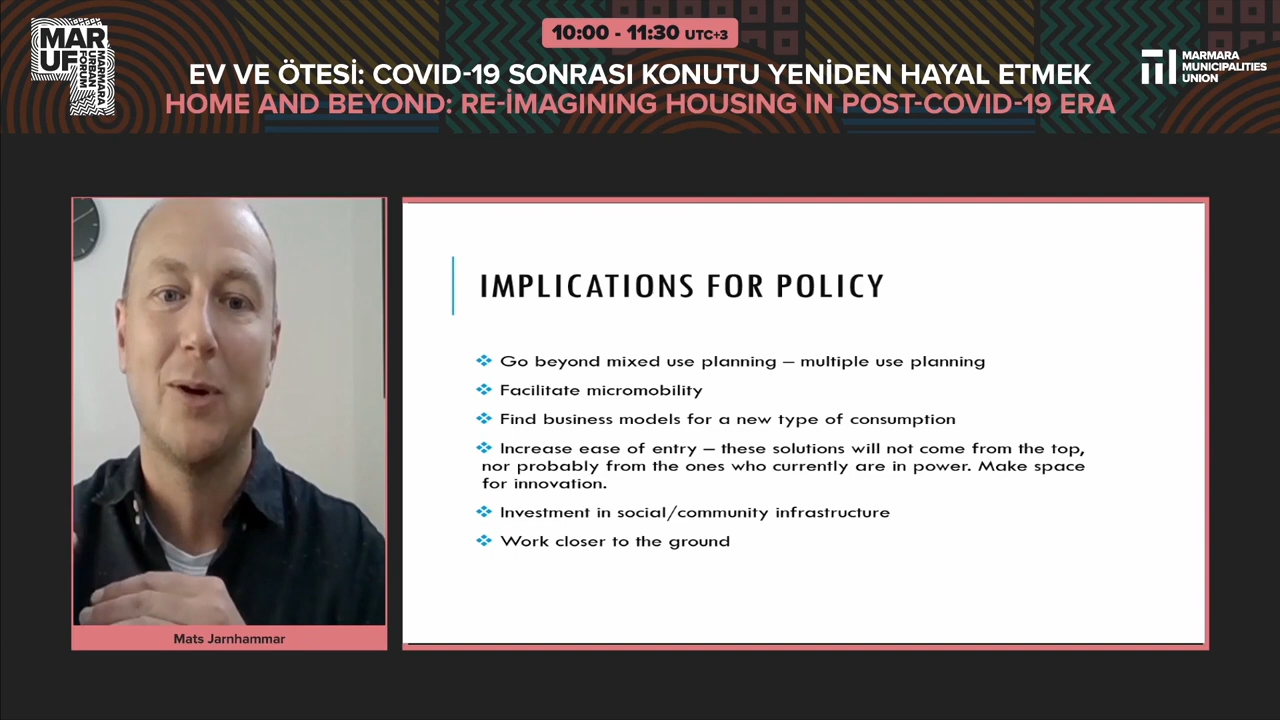 MAR
UF
MARMARA
URBAN
FORUM
10:00 - 11:30 UTC+3
EV VE ÖTESİ: COVID-19 SONRASI KONUTU YENİDEN HAYAL ETMEK
HOME AND BEYOND: RE-İMAGINING HOUSING IN POST-COVID-19 ERA
MARMARA
MUNICIPALITIES
UNION
Mats Jarnhammar
IMPLICATIONS FOR POLICY
Go beyond mixed use planning – multiple use planning
Facilitate micromobility
Find business models for a new type of consumption
Increase ease of entry – these solutions will not come from the top,
nor probably from the ones who currently are in power. Make space
for innovation.
Investment in social/community infrastructure
Work closer to the ground